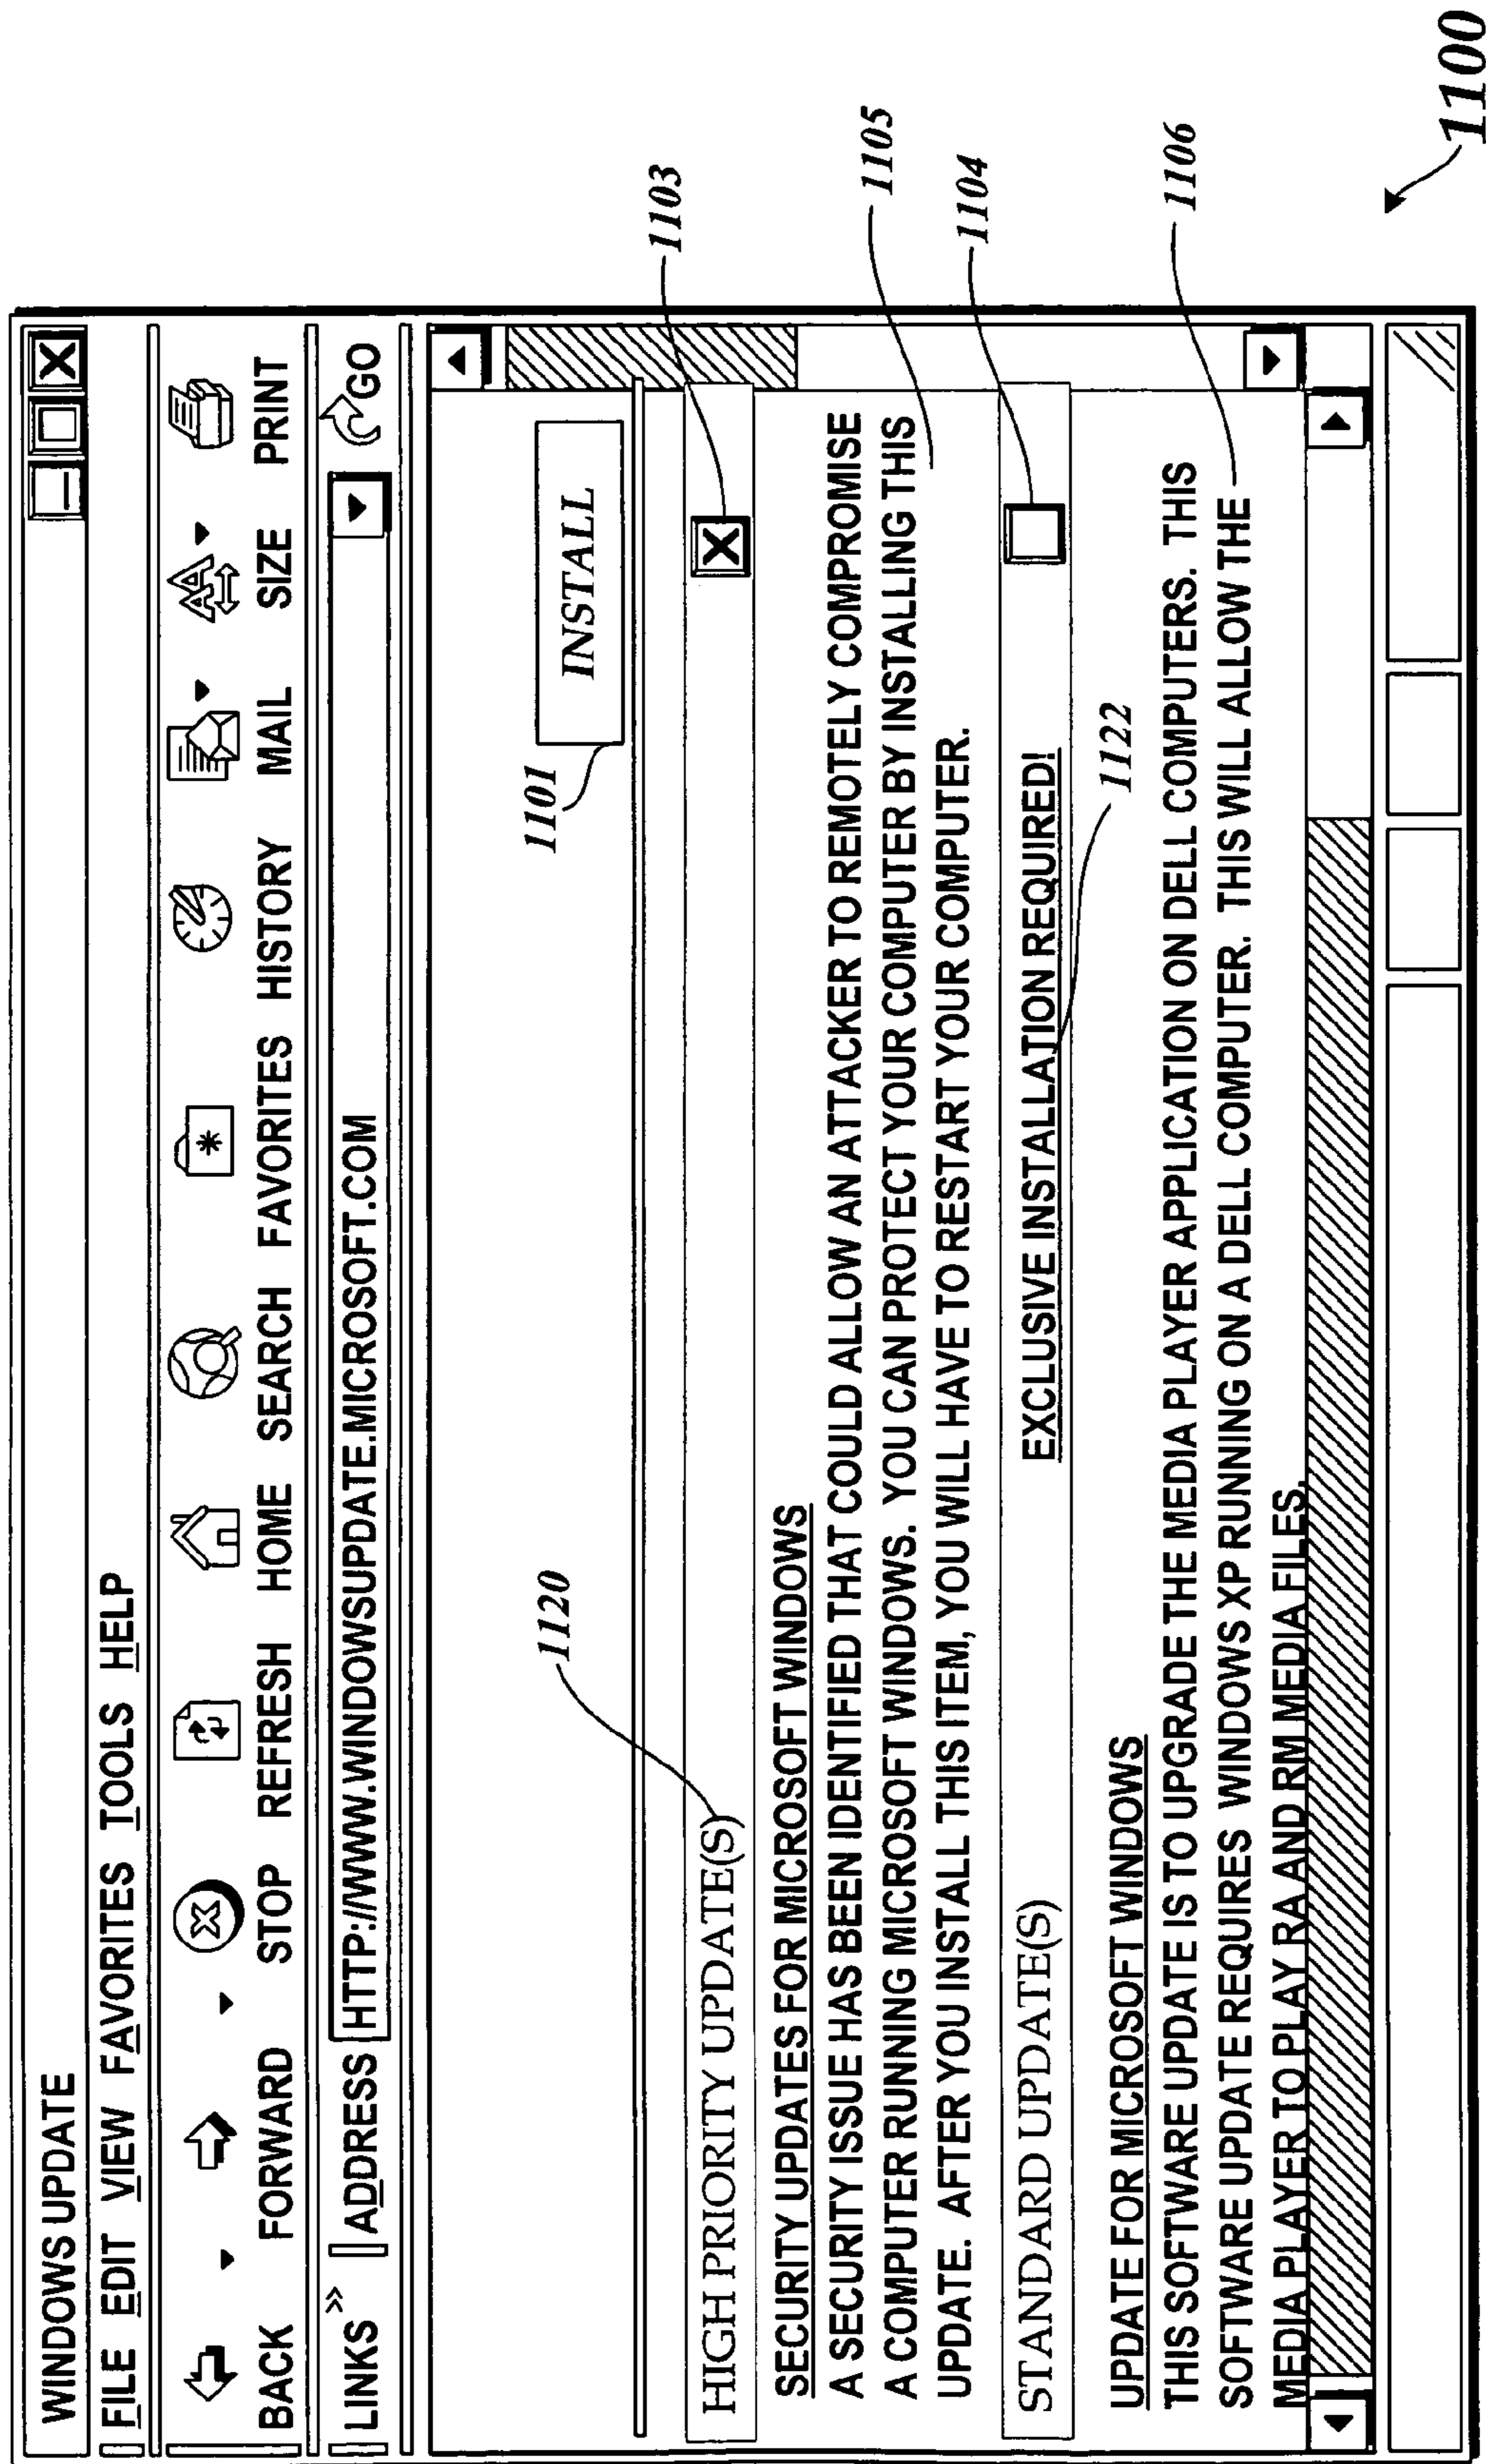 WINDOWS UPDATE
FILE EDIT VIEW FAVORITES TOOLS HELP
BACK FORWARD STOP REFRESH HOME SEARCH FAVORITES HISTORY MAIL SIZE PRINT
LINKS » ADDRESS HTTP://WWW.WINDOWSUPDATE.MICROSOFT.COM GO
1101
INSTALL
1120
HIGH PRIORITY UPDATE(S)
1103
SECURITY UPDATES FOR MICROSOFT WINDOWS
A SECURITY ISSUE HAS BEEN IDENTIFIED THAT COULD ALLOW AN ATTACKER TO REMOTELY COMPROMISE
A COMPUTER RUNNING MICROSOFT WINDOWS. YOU CAN PROTECT YOUR COMPUTER BY INSTALLING THIS
UPDATE. AFTER YOU INSTALL THIS ITEM, YOU WILL HAVE TO RESTART YOUR COMPUTER.
1105
STANDARD UPDATE(S) EXCLUSIVE INSTALLATION REQUIRED!
1104
1122
UPDATE FOR MICROSOFT WINDOWS
THIS SOFTWARE UPDATE IS TO UPGRADE THE MEDIA PLAYER APPLICATION ON DELL COMPUTERS. THIS
SOFTWARE UPDATE REQUIRES WINDOWS XP RUNNING ON A DELL COMPUTER. THIS WILL ALLOW THE
MEDIA PLAYER TO PLAY RA AND RM MEDIA FILES.
1106
1100